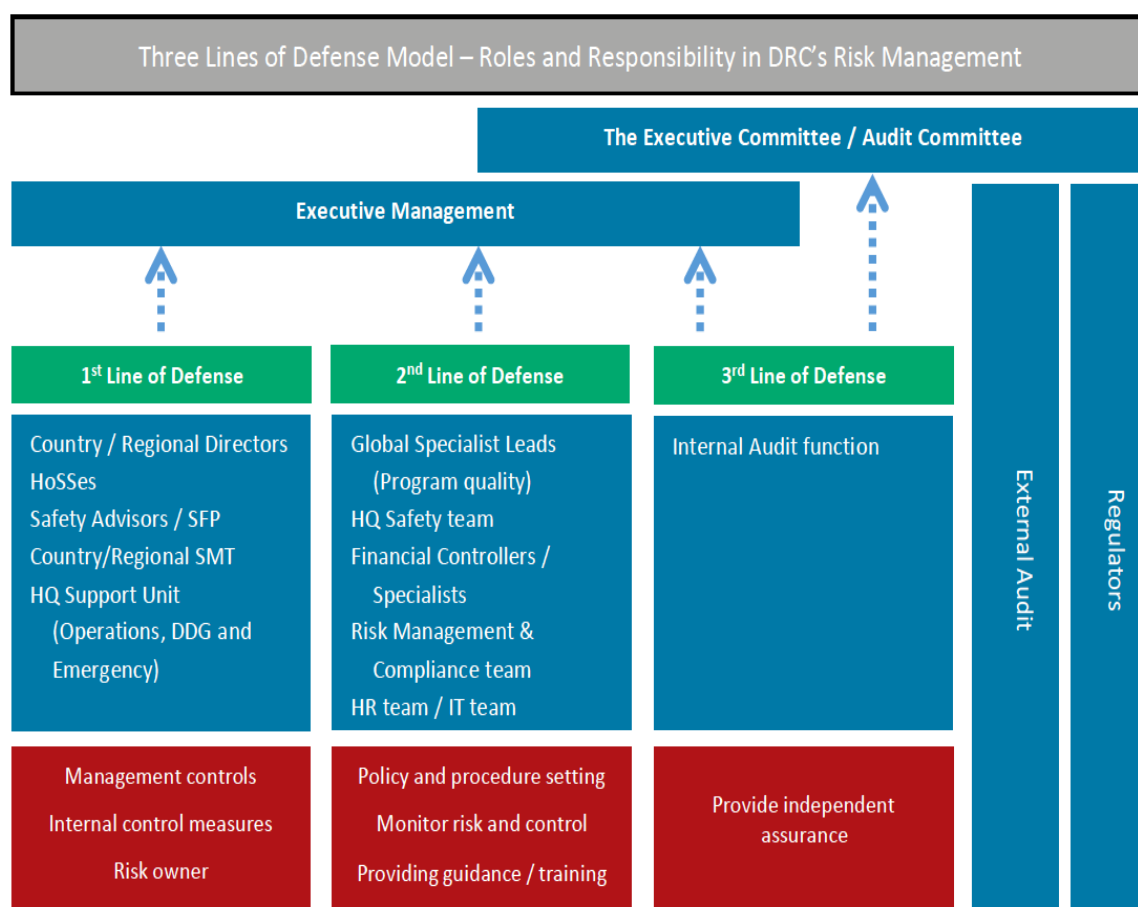 Three Lines of Defense Model – Roles and Responsibility in DRC's Risk Management
The Executive Committee / Audit Committee
Executive Management
1st Line of Defense
Country / Regional Directors
HoSSes
Safety Advisors / SFP
Country/Regional SMT
HQ Support Unit
(Operations, DDG and
Emergency)
Management controls
Internal control measures
Risk owner
2nd Line of Defense
Global Specialist Leads
(Program quality)
HQ Safety team
Financial Controllers /
Specialists
Risk Management &
Compliance team
HR team / IT team
Policy and procedure setting
Monitor risk and control
Providing guidance / training
3rd Line of Defense
Internal Audit function
Provide independent
assurance
External Audit
Regulators